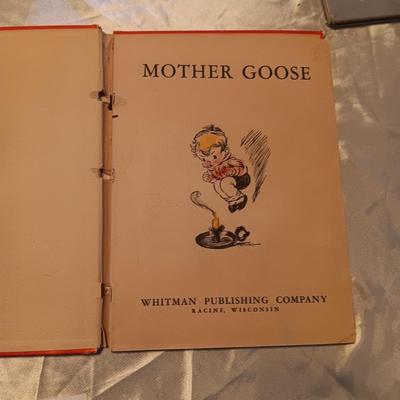 MOTHER GOOSE
WHITMAN PUBLISHING COMPANY
RACINE, WISCONSIN